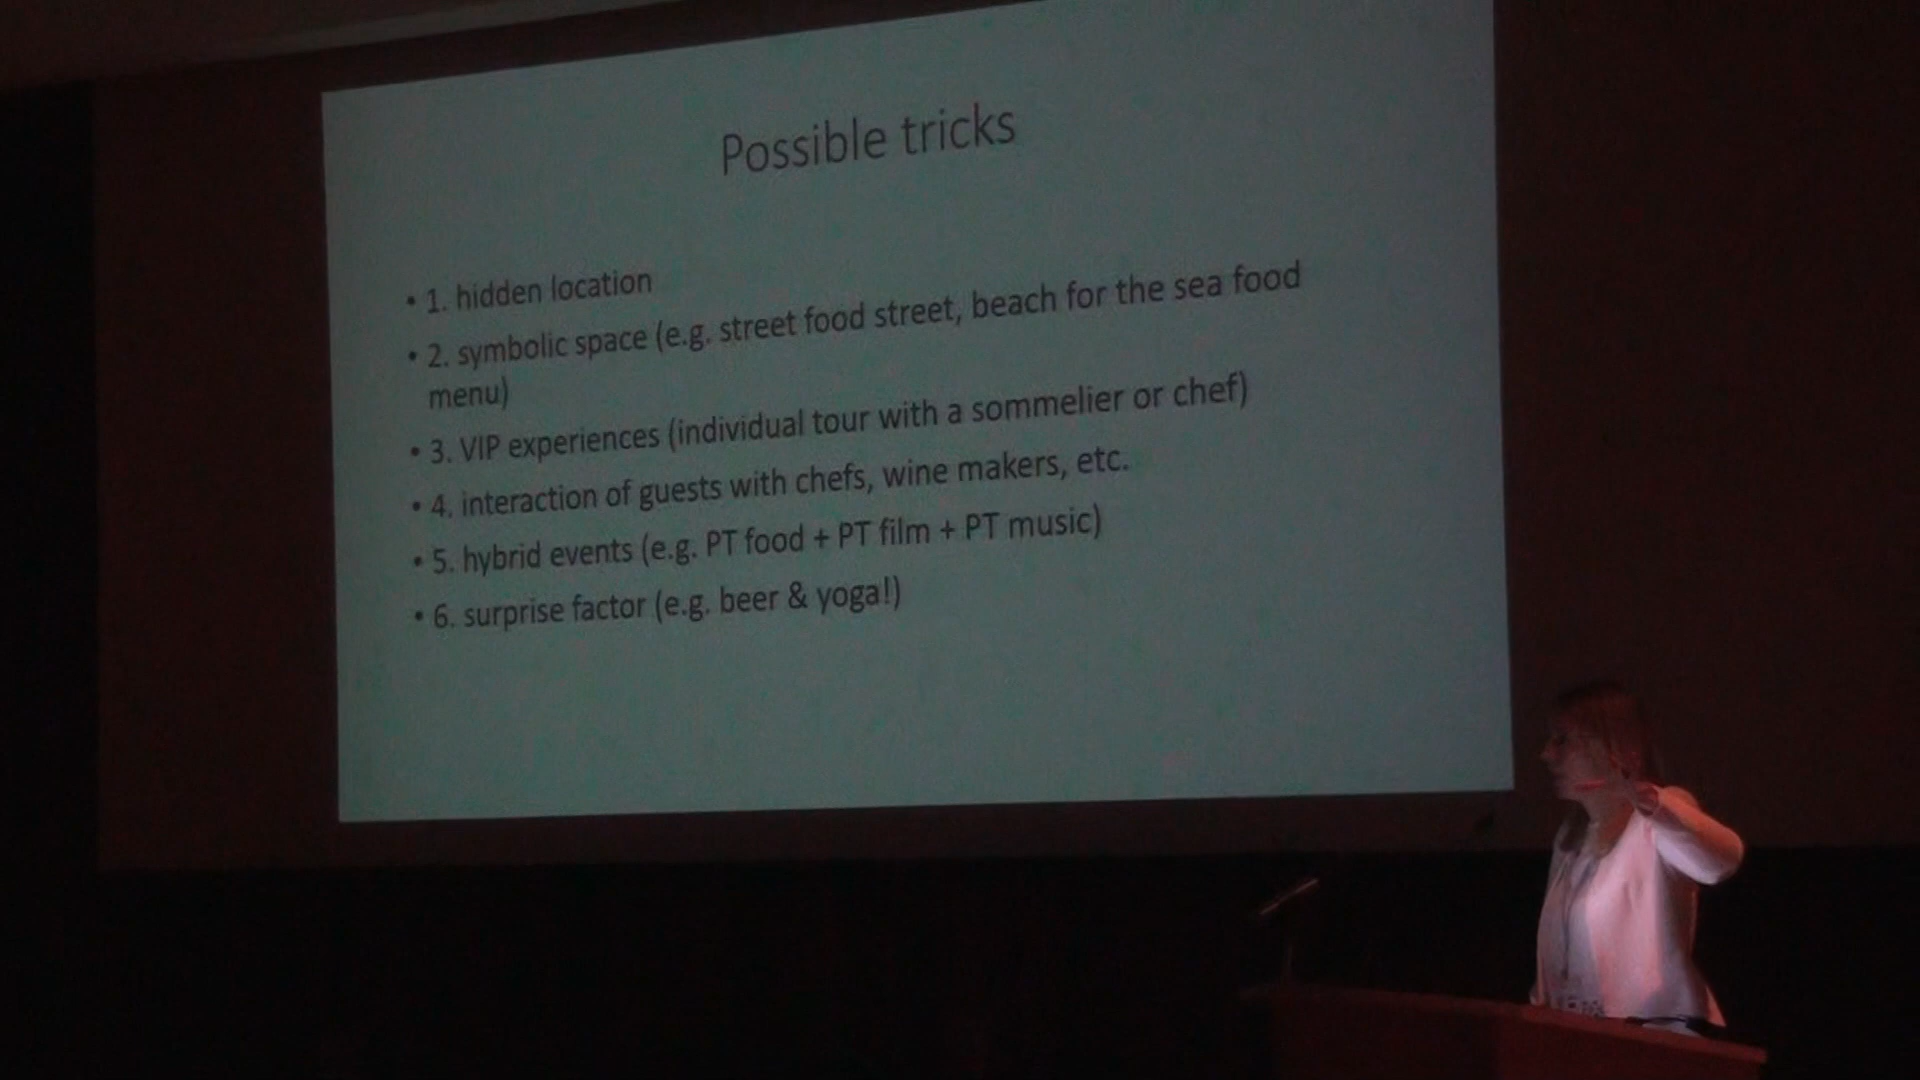 Possible tricks
• 1. hidden location
• 2. symbolic space (e.g. street food street, beach for the sea food
menu)
• 3. VIP experiences (individual tour with a sommelier or chef)
• 4. interaction of guests with chefs, wine makers, etc.
• 5. hybrid events (e.g. PT food + PT film + PT music)
• 6. surprise factor (e.g. beer & yoga!)